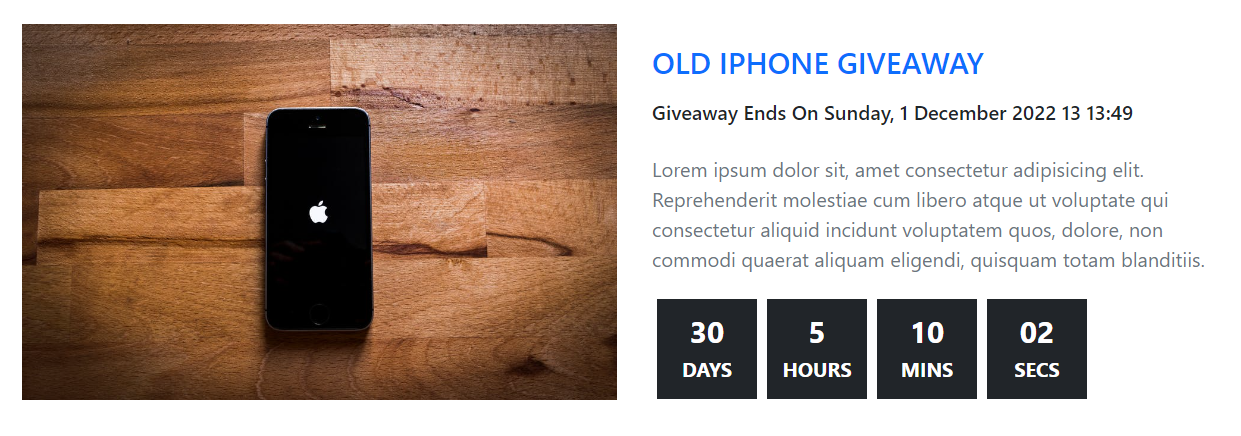 OLD IPHONE GIVEAWAY
Giveaway Ends On Sunday, 1 December 2022 13 13:49
Lorem ipsum dolor sit, amet consectetur adipisicing elit.
Reprehenderit molestiae cum libero atque ut voluptate qui
consectetur aliquid incidunt voluptatem quos, dolore, non
commodi quaerat aliquam eligendi, quisquam totam blanditiis.
30 5 10 02
DAYS HOURS MINS SECS